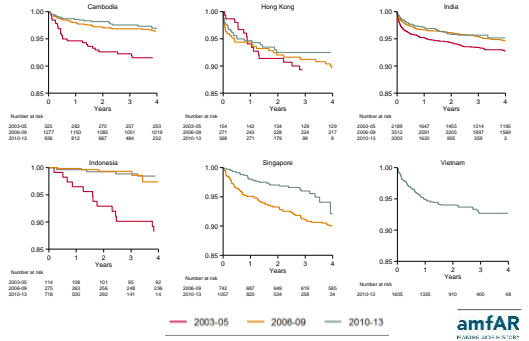 Cambodia
1.00
0.95
0.90
0.85
0 1 2 3 4
Years
Number at risk
2003-05 325 282 270 257 250
2006-09 1277 1150 1085 1051 1019
2010-13 936 812 667 484 232
Hong Kong
1.00
0.95
0.90
0.85
0 1 2 3 4
Years
Number at risk
2003-05 154 142 134 129 129
2006-09 271 243 228 224 217
2010-13 368 271 179 99 8
India
1.00
0.95
0.90
0.85
0 1 2 3 4
Years
Number at risk
2003-05 2189 1647 1455 1314 1195
2006-09 3512 2591 2205 1897 1569
2010-13 3003 1630 905 359 3
Indonesia
1.00
0.95
0.90
0.85
0 1 2 3 4
Years
Number at risk
2003-05 114 108 101 95 92
2006-09 275 263 256 248 236
2010-13 718 500 292 141 14
Singapore
1.00
0.95
0.90
0.85
0 1 2 3 4
Years
Number at risk
2006-09 742 687 649 619 585
2010-13 1057 820 534 258 34
Vietnam
1.00
0.95
0.90
0.85
0 1 2 3 4
Years
Number at risk
2010-13 1605 1335 910 400 48
2003-05 2006-09 2010-13
amfAR
MAKING AIDS HISTORY